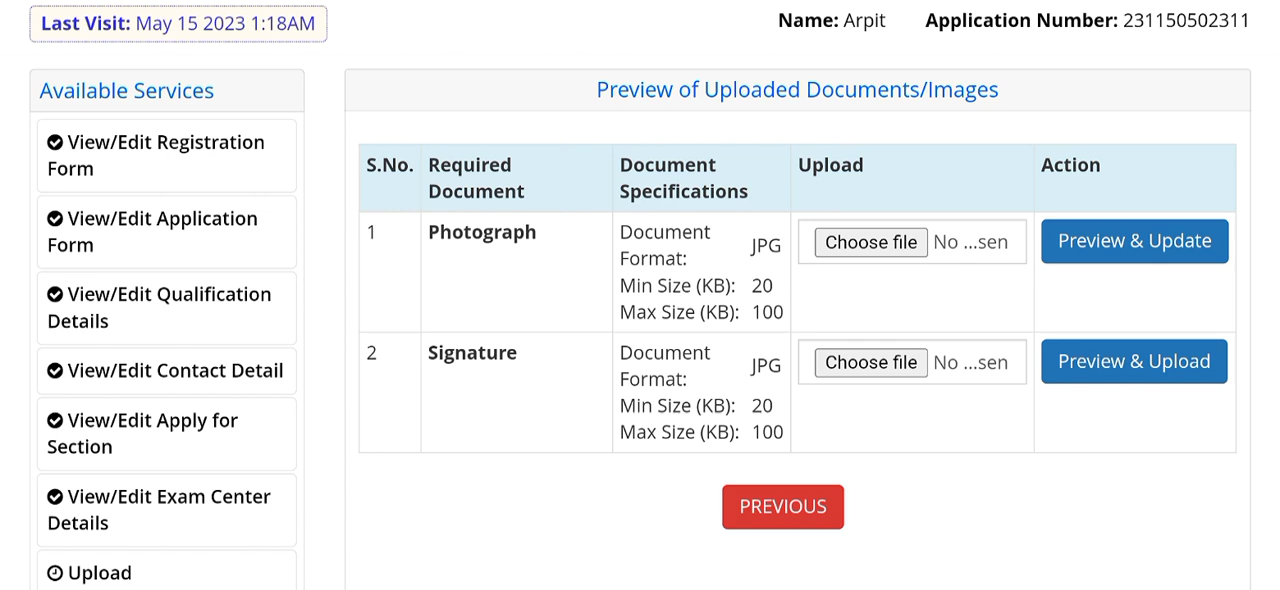 Last Visit: May 15 2023 1:18AM
Name: Arpit Application Number: 231150502311
Available Services
View/Edit Registration
Form
View/Edit Application
Form
View/Edit Qualification
Details
View/Edit Contact Detail
View/Edit Apply for
Section
View/Edit Exam Center
Details
Upload
Preview of Uploaded Documents/Images
S.No. Required Document Document Specifications Upload Action
1 Photograph Document Format: JPG
Min Size (KB): 20
Max Size (KB): 100
Choose file No ...sen
Preview & Update
2 Signature Document Format: JPG
Min Size (KB): 20
Max Size (KB): 100
Choose file No ...sen
Preview & Upload
PREVIOUS